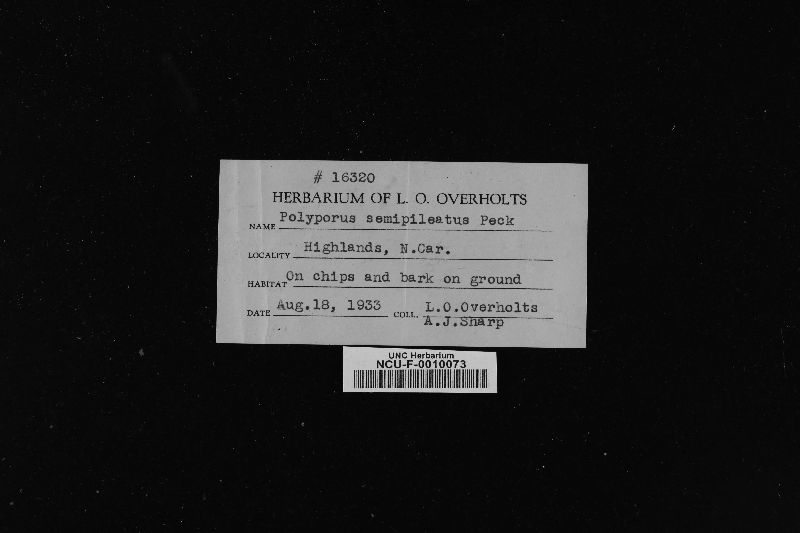 # 16320
HERBARIUM OF L. O. OVERHOLTS
NAME Polyporus semipileatus Peck
LOCALITY Highlands, N.Car.
HABITAT On chips and bark on ground
DATE Aug.18, 1933 COLL. L.O.Overholts
A.J.Sharp
UNC Herbarium
NCU-F-0010073